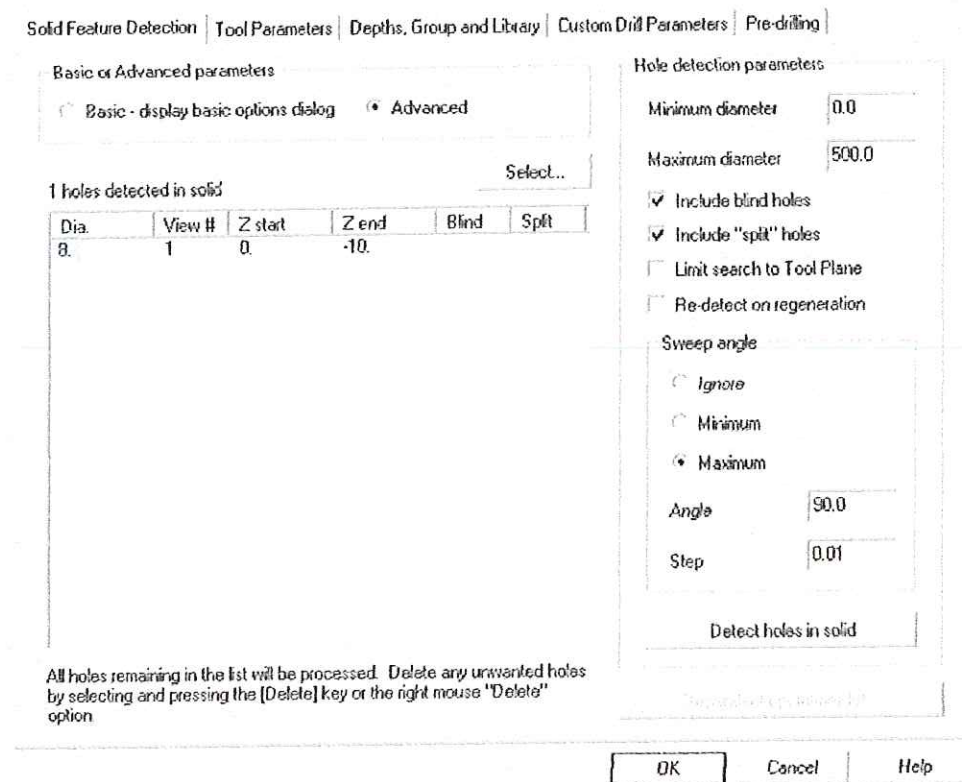 Solid Feature Detection Tool Parameters Depths, Group and Library Custom Drill Parameters Pre-drilling
Basic or Advanced parameters
Basic - display basic options dialog Advanced
Select...
1 holes detected in solid
Dia. View # Z start Z end Blind Split
8. 1 0. -10.
All holes remaining in the list will be processed. Delete any unwanted holes
by selecting and pressing the [Delete] key or the right mouse "Delete"
option
Hole detection parameters
Minimum diameter 0.0
Maximum diameter 500.0
Include blind holes
Include "split" holes
Limit search to Tool Plane
Re-detect on regeneration
Sweep angle
Ignore
Minimum
Maximum
Angle 90.0
Step 0.01
Detect holes in solid
OK Cancel Help